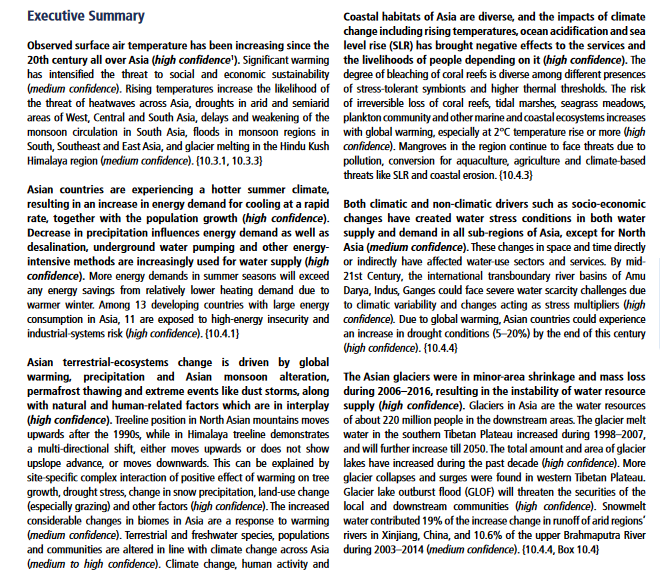 Executive Summary
Observed surface air temperature has been increasing since the
20th century all over Asia (high confidence¹). Significant warming
has intensified the threat to social and economic sustainability
(medium confidence). Rising temperatures increase the likelihood of
the threat of heatwaves across Asia, droughts in arid and semiarid
areas of West, Central and South Asia, delays and weakening of the
monsoon circulation in South Asia, floods in monsoon regions in
South, Southeast and East Asia, and glacier melting in the Hindu Kush
Himalaya region (medium confidence). {10.3.1, 10.3.3}
Asian countries are experiencing a hotter summer climate,
resulting in an increase in energy demand for cooling at a rapid
rate, together with the population growth (high confidence).
Decrease in precipitation influences energy demand as well as
desalination, underground water pumping and other energy-
intensive methods are increasingly used for water supply (high
confidence). More energy demands in summer seasons will exceed
any energy savings from relatively lower heating demand due to
warmer winter. Among 13 developing countries with large energy
consumption in Asia, 11 are exposed to high-energy insecurity and
industrial-systems risk (high confidence). {10.4.1}
Asian terrestrial-ecosystems change is driven by global
warming, precipitation and Asian monsoon alteration,
permafrost thawing and extreme events like dust storms, along
with natural and human-related factors which are in interplay
(high confidence). Treeline position in North Asian mountains moves
upwards after the 1990s, while in Himalaya treeline demonstrates
a multi-directional shift, either moves upwards or does not show
upslope advance, or moves downwards. This can be explained by
site-specific complex interaction of positive effect of warming on tree
growth, drought stress, change in snow precipitation, land-use change
(especially grazing) and other factors (high confidence). The increased
considerable changes in biomes in Asia are a response to warming
(medium confidence). Terrestrial and freshwater species, populations
and communities are altered in line with climate change across Asia
(medium to high confidence). Climate change, human activity and
Coastal habitats of Asia are diverse, and the impacts of climate
change including rising temperatures, ocean acidification and sea
level rise (SLR) has brought negative effects to the services and
the livelihoods of people depending on it (high confidence). The
degree of bleaching of coral reefs is diverse among different presences
of stress-tolerant symbionts and higher thermal thresholds. The risk
of irreversible loss of coral reefs, tidal marshes, seagrass meadows,
plankton community and other marine and coastal ecosystems increases
with global warming, especially at 2°C temperature rise or more (high
confidence). Mangroves in the region continue to face threats due to
pollution, conversion for aquaculture, agriculture and climate-based
threats like SLR and coastal erosion. {10.4.3}
Both climatic and non-climatic drivers such as socio-economic
changes have created water stress conditions in both water
supply and demand in all sub-regions of Asia, except for North
Asia (medium confidence). These changes in space and time directly
or indirectly have affected water-use sectors and services. By mid-
21st Century, the international transboundary river basins of Amu
Darya, Indus, Ganges could face severe water scarcity challenges due
to climatic variability and changes acting as stress multipliers (high
confidence). Due to global warming, Asian countries could experience
an increase in drought conditions (5–20%) by the end of this century
(high confidence). {10.4.4}
The Asian glaciers were in minor-area shrinkage and mass loss
during 2006–2016, resulting in the instability of water resource
supply (high confidence). Glaciers in Asia are the water resources
of about 220 million people in the downstream areas. The glacier melt
water in the southern Tibetan Plateau increased during 1998–2007,
and will further increase till 2050. The total amount and area of glacier
lakes have increased during the past decade (high confidence). More
glacier collapses and surges were found in western Tibetan Plateau.
Glacier lake outburst flood (GLOF) will threaten the securities of the
local and downstream communities (high confidence). Snowmelt
water contributed 19% of the increase change in runoff of arid regions'
rivers in Xinjiang, China, and 10.6% of the upper Brahmaputra River
during 2003–2014 (medium confidence). {10.4.4, Box 10.4}